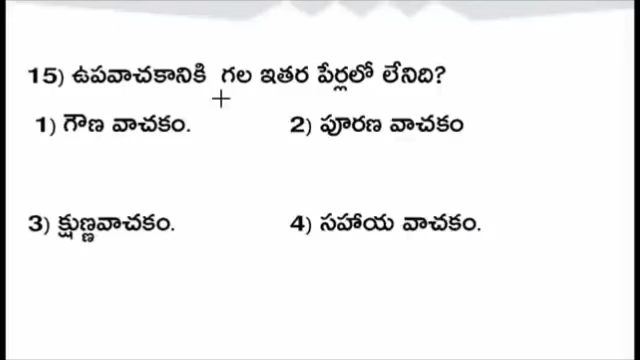 15) ఉపవాచకానికి గల ఇతర పేర్లలో లేనిది?
1) గౌణ వాచకం. 2) పూరణ వాచకం
3) క్షుణ్ణవాచకం. 4) సహాయ వాచకం.